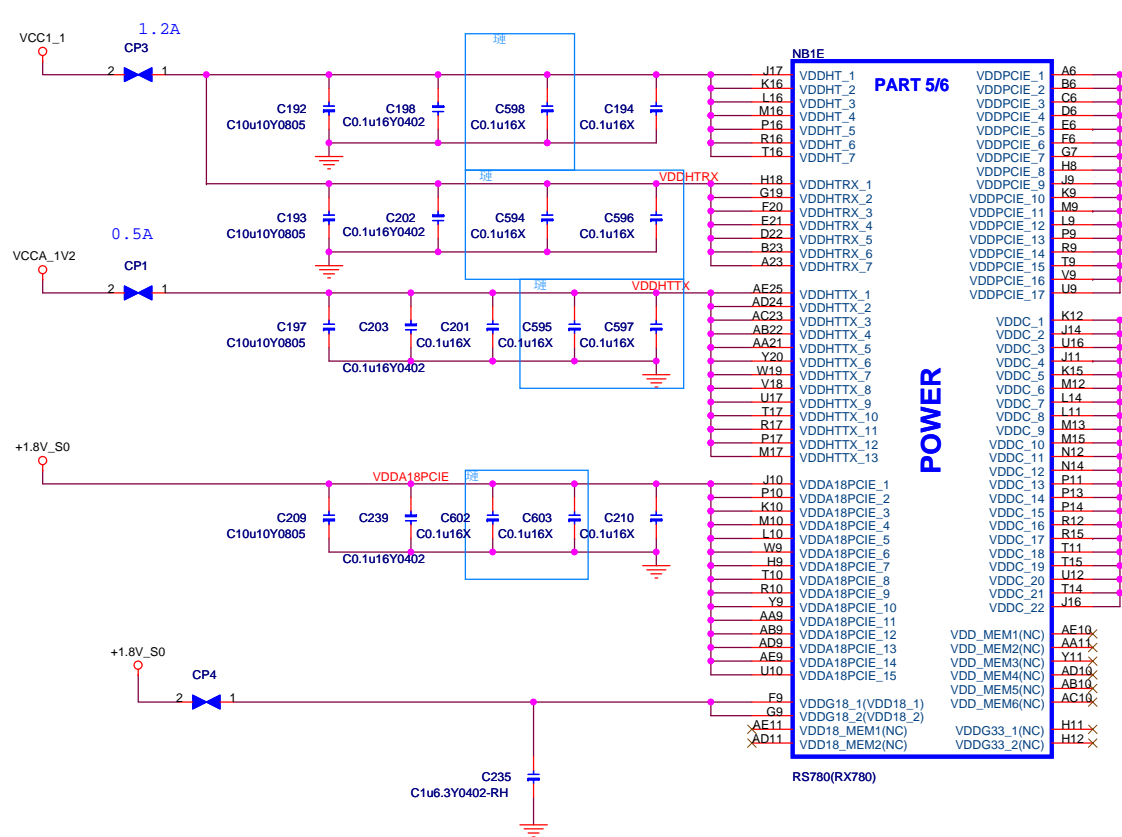 1.2A
VCC1_1
CP3
2
1
璉
C192
C10u10Y0805
C198
C0.1u16Y0402
C598
C0.1u16X
C194
C0.1u16X
璉
VDDHTRX
C193
C10u10Y0805
C202
C0.1u16Y0402
C594
C0.1u16X
C596
C0.1u16X
0.5A
VCCA_1V2
CP1
2
1
璉
VDDHTTX
C197
C10u10Y0805
C203
C0.1u16Y0402
C201
C0.1u16X
C595
C0.1u16X
C597
C0.1u16X
+1.8V_S0
VDDA18PCIE
璉
C209
C10u10Y0805
C239
C0.1u16Y0402
C602
C0.1u16X
C603
C0.1u16X
C210
C0.1u16X
+1.8V_S0
CP4
2
1
C235
C1u6.3Y0402-RH
NB1E
PART 5/6
POWER
J17 VDDHT_1
K16 VDDHT_2
L16 VDDHT_3
M16 VDDHT_4
P16 VDDHT_5
R16 VDDHT_6
T16 VDDHT_7
H18 VDDHTRX_1
G19 VDDHTRX_2
F20 VDDHTRX_3
E21 VDDHTRX_4
D22 VDDHTRX_5
B23 VDDHTRX_6
A23 VDDHTRX_7
AE25 VDDHTTX_1
AD24 VDDHTTX_2
AC23 VDDHTTX_3
AB22 VDDHTTX_4
AA21 VDDHTTX_5
Y20 VDDHTTX_6
W19 VDDHTTX_7
V18 VDDHTTX_8
U17 VDDHTTX_9
T17 VDDHTTX_10
R17 VDDHTTX_11
P17 VDDHTTX_12
M17 VDDHTTX_13
J10 VDDA18PCIE_1
P10 VDDA18PCIE_2
K10 VDDA18PCIE_3
M10 VDDA18PCIE_4
L10 VDDA18PCIE_5
W9 VDDA18PCIE_6
H9 VDDA18PCIE_7
T10 VDDA18PCIE_8
R10 VDDA18PCIE_9
Y9 VDDA18PCIE_10
AA9 VDDA18PCIE_11
AB9 VDDA18PCIE_12
AD9 VDDA18PCIE_13
AE9 VDDA18PCIE_14
U10 VDDA18PCIE_15
F9 VDDG18_1(VDD18_1)
G9 VDDG18_2(VDD18_2)
AE11 VDD18_MEM1(NC)
AD11 VDD18_MEM2(NC)
VDDPCIE_1 A6
VDDPCIE_2 B6
VDDPCIE_3 C6
VDDPCIE_4 D6
VDDPCIE_5 E6
VDDPCIE_6 F6
VDDPCIE_7 G7
VDDPCIE_8 H8
VDDPCIE_9 J9
VDDPCIE_10 K9
VDDPCIE_11 M9
VDDPCIE_12 L9
VDDPCIE_13 P9
VDDPCIE_14 R9
VDDPCIE_15 T9
VDDPCIE_16 V9
VDDPCIE_17 U9
VDDC_1 K12
VDDC_2 J14
VDDC_3 U16
VDDC_4 J11
VDDC_5 K15
VDDC_6 M12
VDDC_7 L14
VDDC_8 L11
VDDC_9 M13
VDDC_10 M15
VDDC_11 N12
VDDC_12 N14
VDDC_13 P11
VDDC_14 P13
VDDC_15 P14
VDDC_16 R12
VDDC_17 R15
VDDC_18 T11
VDDC_19 T15
VDDC_20 U12
VDDC_21 T14
VDDC_22 J16
VDD_MEM1(NC) AE10
VDD_MEM2(NC) AA11
VDD_MEM3(NC) Y11
VDD_MEM4(NC) AD10
VDD_MEM5(NC) AB10
VDD_MEM6(NC) AC10
VDDG33_1(NC) H11
VDDG33_2(NC) H12
RS780(RX780)